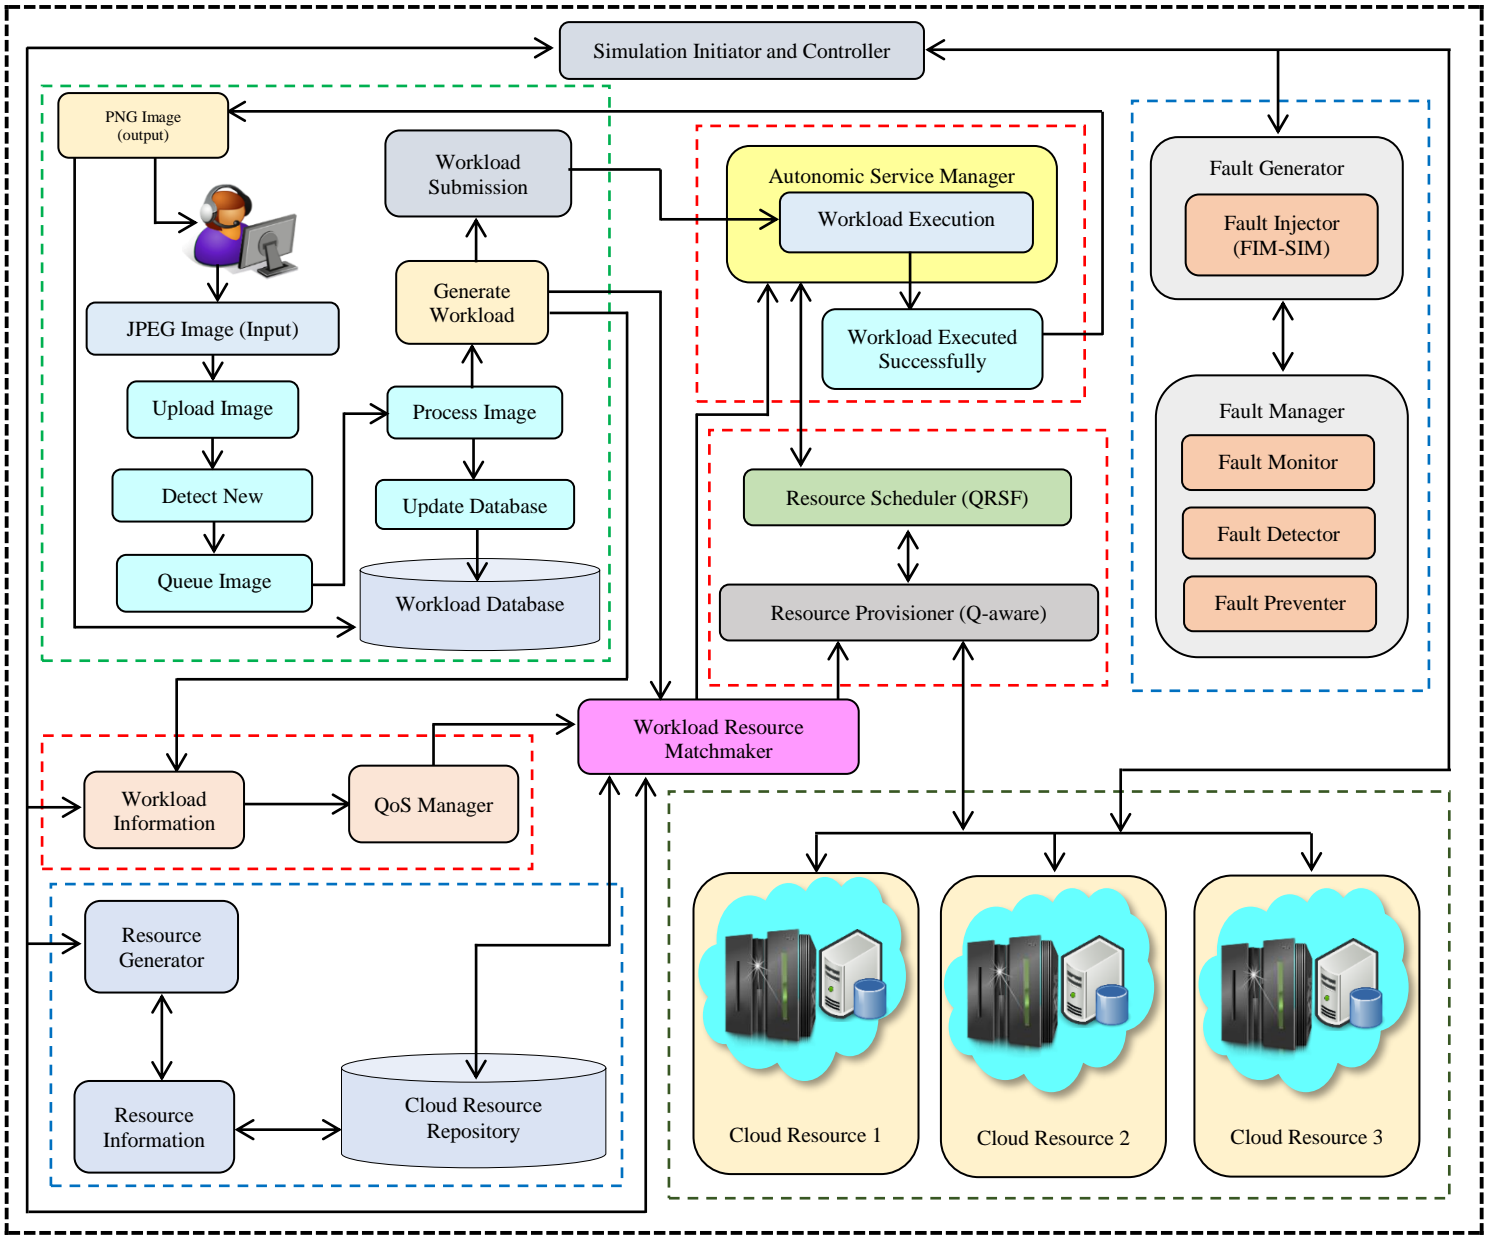 Simulation Initiator and Controller
PNG Image
(output)
Workload
Submission
Generate
Workload
JPEG Image (Input)
Upload Image
Detect New
Queue Image
Process Image
Update Database
Workload Database
Autonomic Service Manager
Workload Execution
Workload Executed
Successfully
Resource Scheduler (QRSF)
Resource Provisioner (Q-aware)
Fault Generator
Fault Injector
(FIM-SIM)
Fault Manager
Fault Monitor
Fault Detector
Fault Preventer
Workload Resource
Matchmaker
Workload
Information
QoS Manager
Resource
Generator
Resource
Information
Cloud Resource
Repository
Cloud Resource 1
Cloud Resource 2
Cloud Resource 3